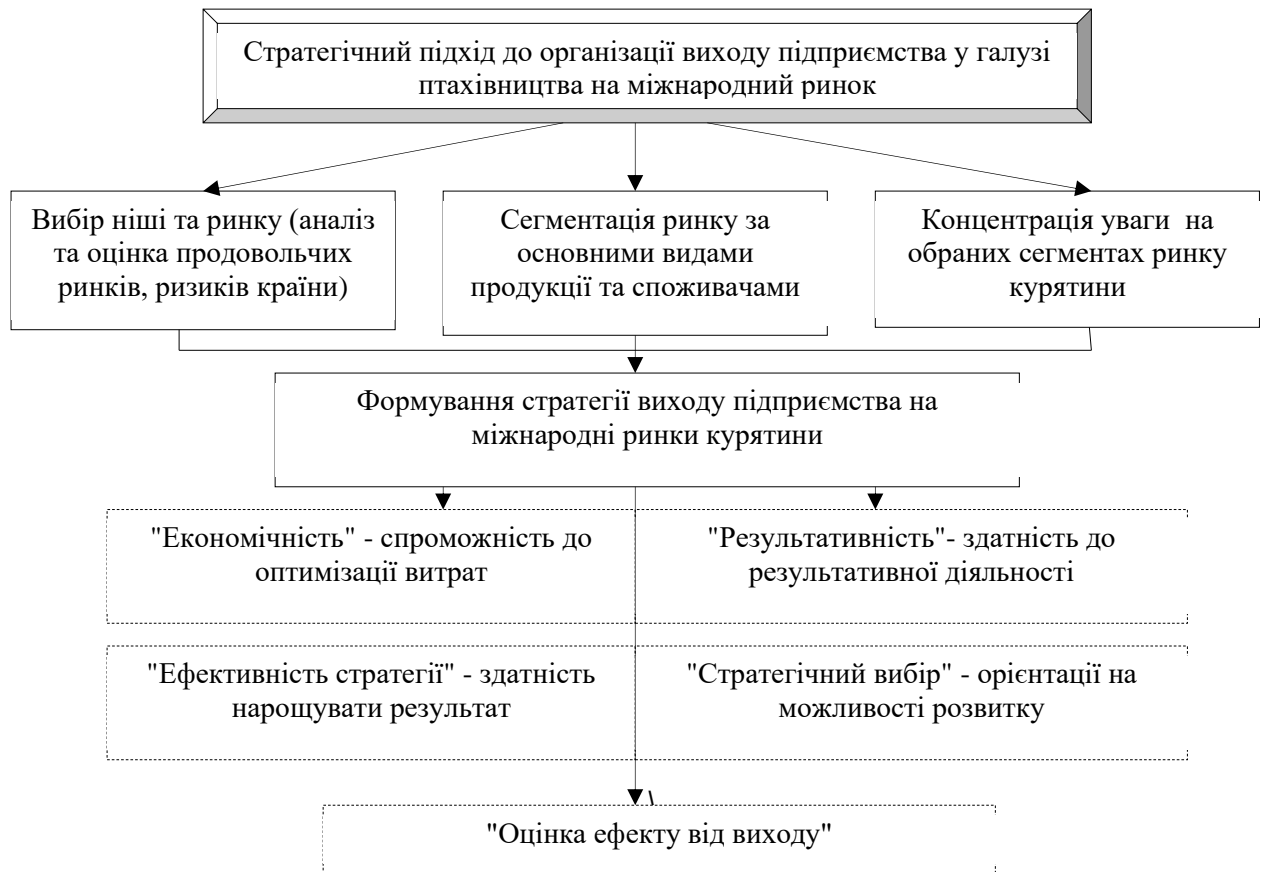 Стратегічний підхід до організації виходу підприємства у галузі
птахівництва на міжнародний ринок
Вибір ніші та ринку (аналіз
та оцінка продовольчих
ринків, ризиків країни)
Сегментація ринку за
основними видами
продукції та споживачами
Концентрація уваги на
обраних сегментах ринку
курятини
Формування стратегії виходу підприємства на
міжнародні ринки курятини
"Економічність" - спроможність до
оптимізації витрат
"Результативність"- здатність до
результативної діяльності
"Ефективність стратегії" - здатність
нарощувати результат
"Стратегічний вибір" - орієнтації на
можливості розвитку
\
"Оцінка ефекту від виходу"